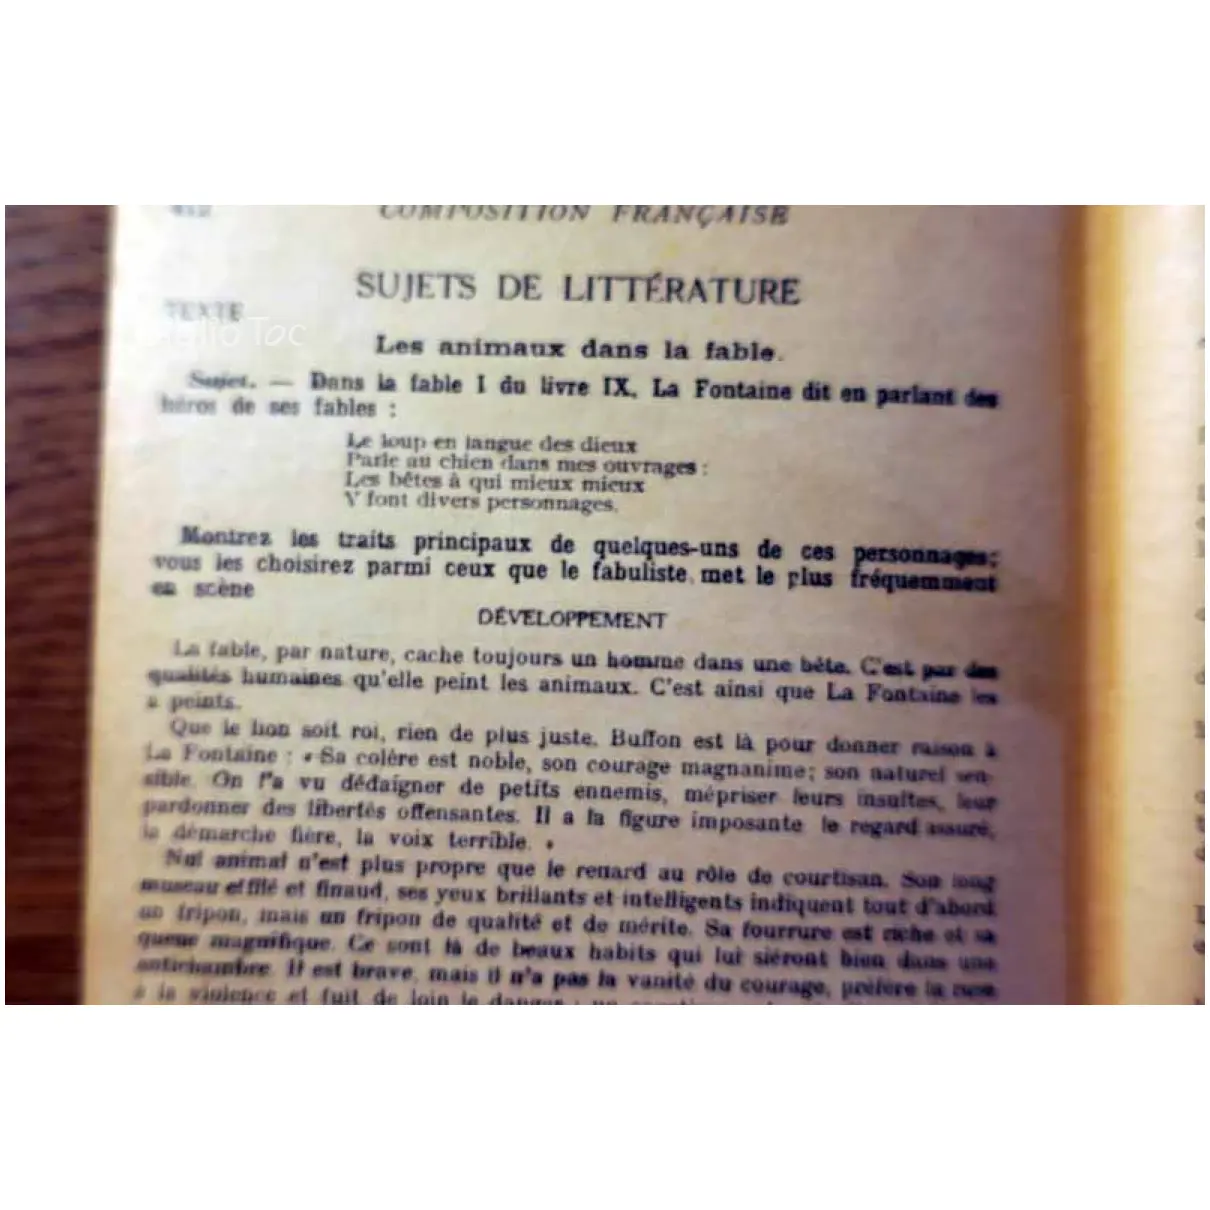 412 COMPOSITION FRANÇAISE
SUJETS DE LITTÉRATURE
TEXTE
Toc
Les animaux dans la fable.
Sujet. — Dans la fable I du livre IX, La Fontaine dit en parlant des
héros de ses fables :
Le loup en langue des dieux
Parle au chien dans mes ouvrages :
Les bêtes à qui mieux mieux
Y font divers personnages.
Montrez les traits principaux de quelques-uns de ces personnages;
vous les choisirez parmi ceux que le fabuliste met le plus fréquemment
en scène
DÉVELOPPEMENT
La fable, par nature, cache toujours un homme dans une bête. C'est par des
qualités humaines qu'elle peint les animaux. C'est ainsi que La Fontaine les
a peints.
Que le lion soit roi, rien de plus juste. Buffon est là pour donner raison à
La Fontaine : « Sa colère est noble, son courage magnanime; son naturel sen-
sible. On l'a vu dédaigner de petits ennemis, mépriser leurs insultes, leur
pardonner des libertés offensantes. Il a la figure imposante le regard assuré,
la démarche fière, la voix terrible. »
Nul animal n'est plus propre que le renard au rôle de courtisan. Son long
museau effilé et finaud, ses yeux brillants et intelligents indiquent tout d'abord
un fripon, mais un fripon de qualité et de mérite. Sa fourrure est riche et sa
queue magnifique. Ce sont là de beaux habits qui lui siéront bien dans une
antichambre. Il est brave, mais il n'a pas la vanité du courage, préfère la ruse
à la violence et fuit de loin le danger ; un